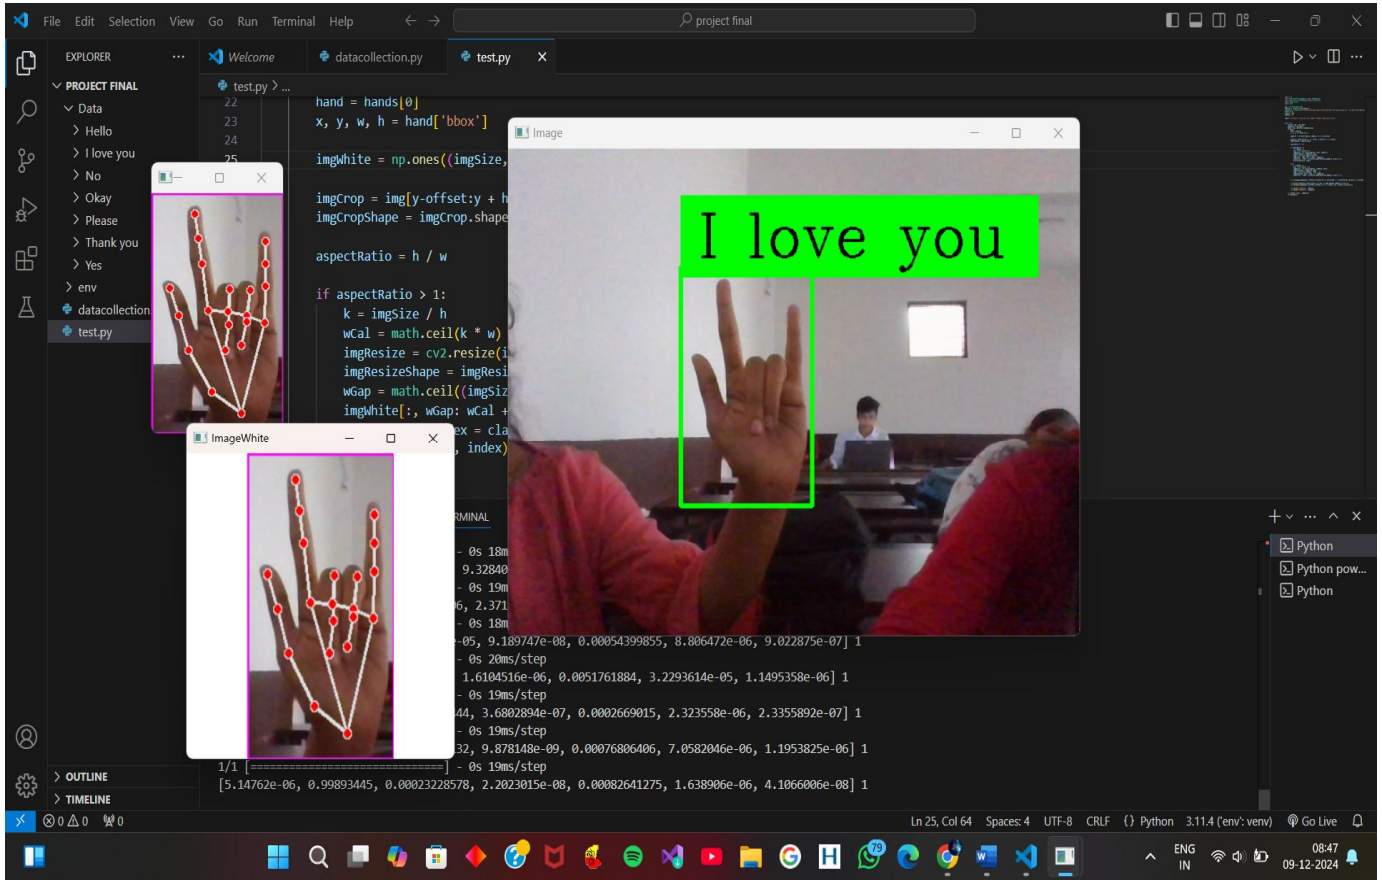 File Edit Selection View Go Run Terminal Help
project final
EXPLORER
Welcome
datacollection.py
test.py
PROJECT FINAL
test.py > ...
Data
Hello
I love you
No
Okay
Please
Thank you
Yes
env
datacollection.
test.py
22 hand = hands[0]
23 x, y, w, h = hand['bbox']
24
25 imgWhite = np.ones((imgSize,
imgCrop = img[y-offset:y + h
imgCropShape = imgCrop.shape
aspectRatio = h / w
if aspectRatio > 1:
k = imgSize / h
wCal = math.ceil(k * w)
imgResize = cv2.resize(i
imgResizeShape = imgResi
wGap = math.ceil((imgSiz
imgWhite[:, wGap: wCal +
ex = cla
, index)
Image
I love you
ImageWhite
RMINAL
- 0s 18m
9.32840
- 0s 19m
6, 2.371
- 0s 18m
-05, 9.189747e-08, 0.00054399855, 8.806472e-06, 9.022875e-07] 1
- 0s 20ms/step
1.6104516e-06, 0.0051761884, 3.2293614e-05, 1.1495358e-06] 1
- 0s 19ms/step
44, 3.6802894e-07, 0.0002669015, 2.323558e-06, 2.3355892e-07] 1
- 0s 19ms/step
32, 9.878148e-09, 0.00076806406, 7.0582046e-06, 1.1953825e-06] 1
1/1 [==============================] - 0s 19ms/step
[5.14762e-06, 0.99893445, 0.00023228578, 2.2023015e-08, 0.00082641275, 1.638906e-06, 4.1066006e-08] 1
Python
Python pow...
Python
OUTLINE
TIMELINE
0 0 0
Ln 25, Col 64 Spaces: 4 UTF-8 CRLF {} Python 3.11.4 ('env': venv) Go Live
79
ENG
IN
08:47
09-12-2024